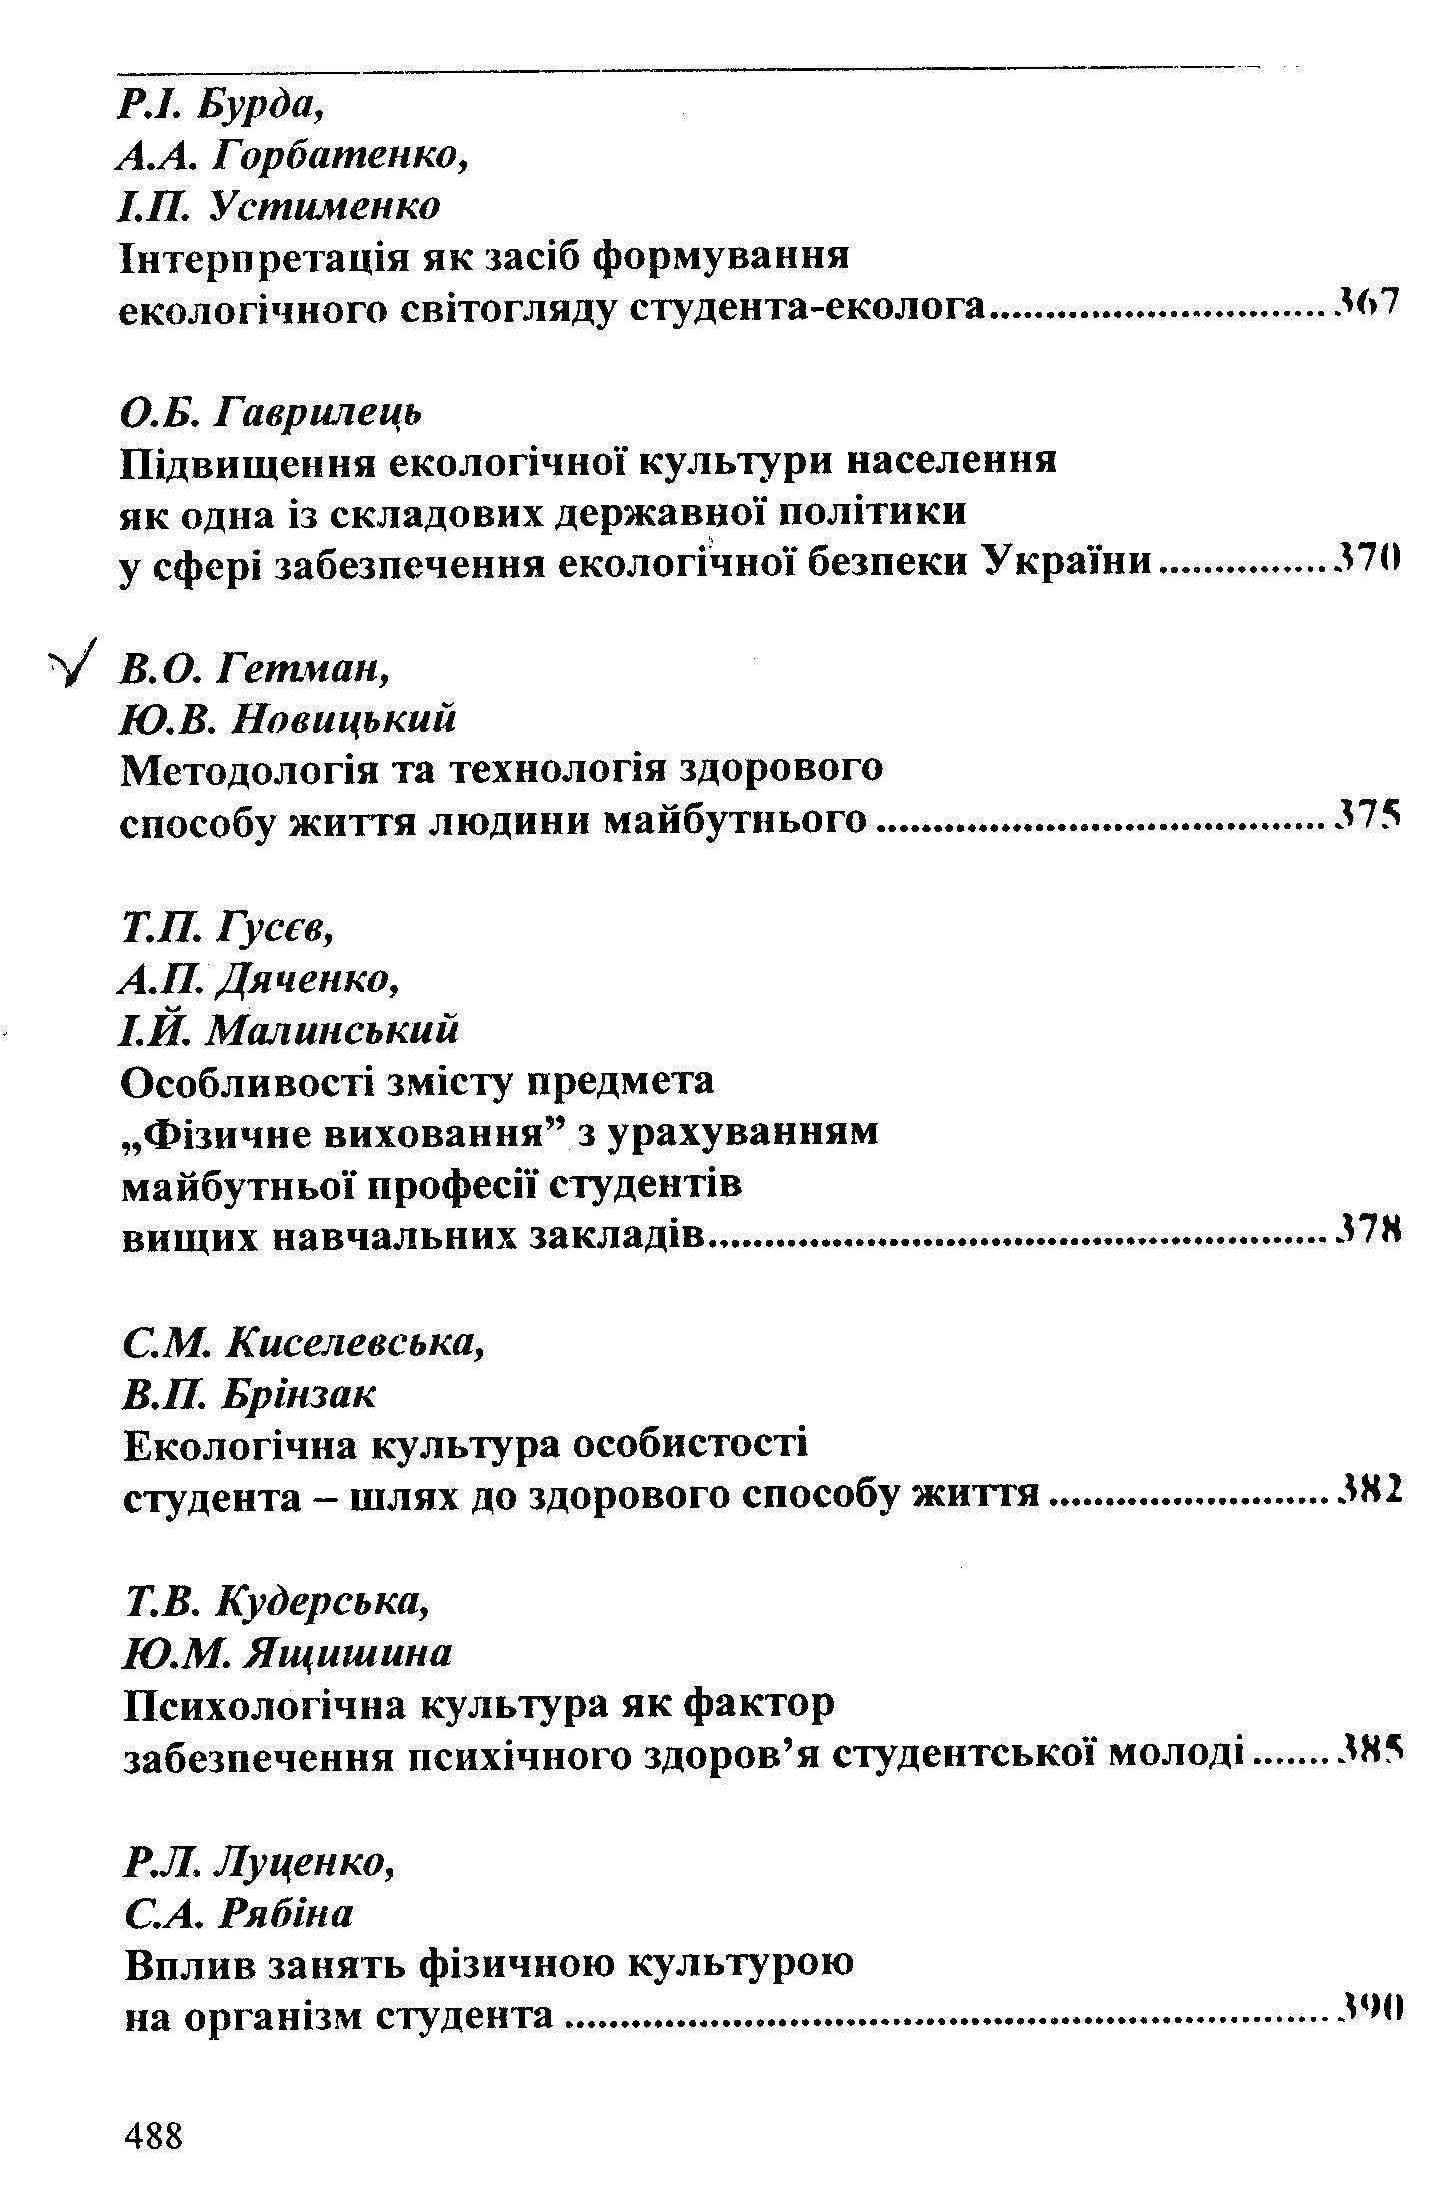 Р.І. Бурда,
А.А. Горбатенко,
І.П. Устименко
Інтерпретація як засіб формування
екологічного світогляду студента-еколога..............................367
О.Б. Гаврилець
Підвищення екологічної культури населення
як одна із складових державної політики
у сфері забезпечення екологічної безпеки України...............370
В.О. Гетман,
Ю.В. Новицький
Методологія та технологія здорового
способу життя людини майбутнього........................................375
Т.П. Гусєв,
А.П. Дяченко,
І.Й. Малинський
Особливості змісту предмета
„Фізичне виховання” з урахуванням
майбутньої професії студентів
вищих навчальних закладів.......................................................378
С.М. Киселевська,
В.П. Брінзак
Екологічна культура особистості
студента – шлях до здорового способу життя.........................382
Т.В. Кудерська,
Ю.М. Ящишина
Психологічна культура як фактор
забезпечення психічного здоров’я студентської молоді.......385
Р.Л. Луценко,
С.А. Рябіна
Вплив занять фізичною культурою
на організм студента....................................................................390
488